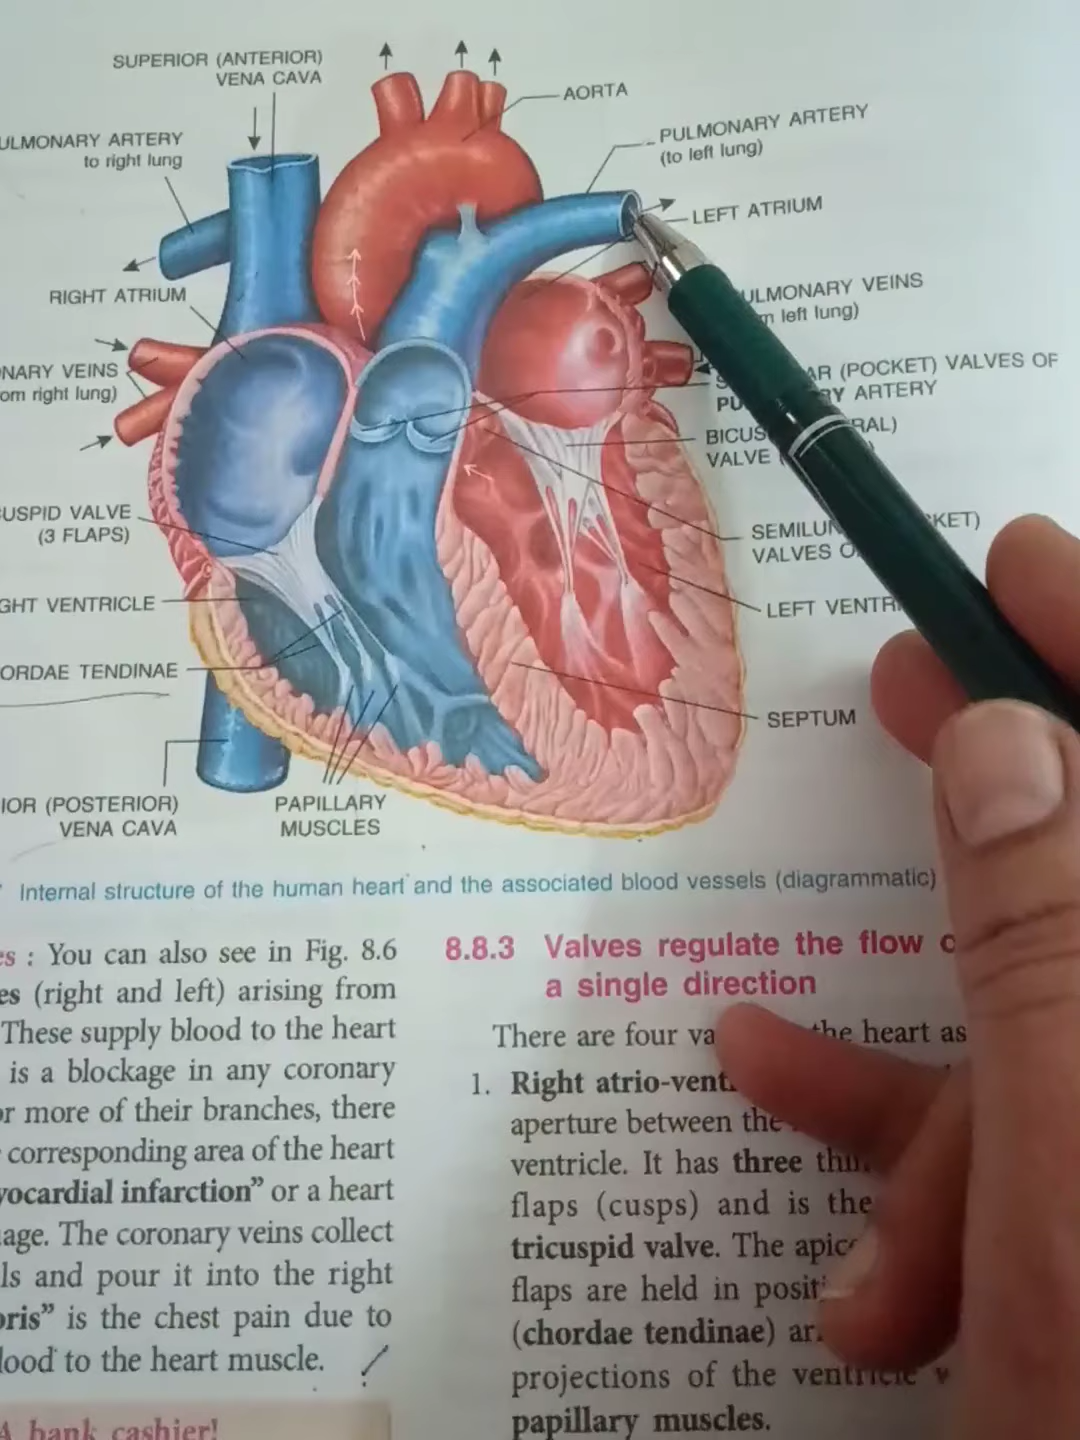 SUPERIOR (ANTERIOR)
VENA CAVA
AORTA
ULMONARY ARTERY
to right lung
PULMONARY ARTERY
(to left lung)
LEFT ATRIUM
RIGHT ATRIUM
ULMONARY VEINS
m left lung)
NARY VEINS
om right lung)
AR (POCKET) VALVES OF
PU RY ARTERY
BICUS RAL)
VALVE
USPID VALVE
(3 FLAPS)
SEMILUN CKET)
VALVES O
GHT VENTRICLE
LEFT VENTR
ORDAE TENDINAE
SEPTUM
IOR (POSTERIOR)
VENA CAVA
PAPILLARY
MUSCLES
Internal structure of the human heart and the associated blood vessels (diagrammatic)
es : You can also see in Fig. 8.6
es (right and left) arising from
These supply blood to the heart
is a blockage in any coronary
or more of their branches, there
corresponding area of the heart
yocardial infarction” or a heart
age. The coronary veins collect
ls and pour it into the right
oris” is the chest pain due to
lood to the heart muscle.
A bank cashier!
8.8.3 Valves regulate the flow o
a single direction
There are four va the heart as
1. Right atrio-vent
aperture between the
ventricle. It has three thin
flaps (cusps) and is the
tricuspid valve. The apic
flaps are held in positi
(chordae tendinae) ar
projections of the ventricle w
papillary muscles.